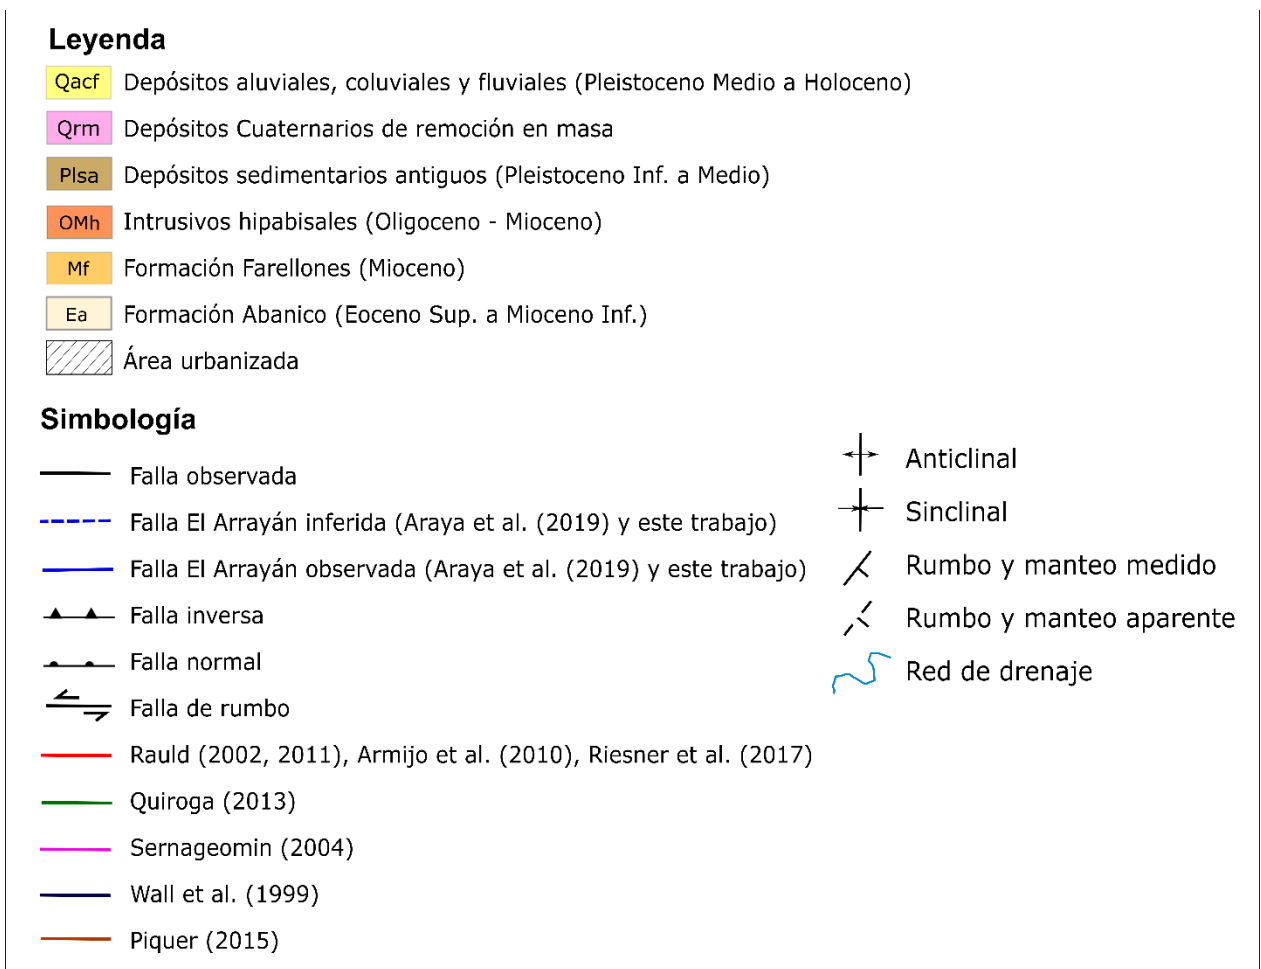 Leyenda
Qacf Depósitos aluviales, coluviales y fluviales (Pleistoceno Medio a Holoceno)
Qrm Depósitos Cuaternarios de remoción en masa
Plsa Depósitos sedimentarios antiguos (Pleistoceno Inf. a Medio)
OMh Intrusivos hipabisales (Oligoceno - Mioceno)
Mf Formación Farellones (Mioceno)
Ea Formación Abanico (Eoceno Sup. a Mioceno Inf.)
Área urbanizada
Simbología
Falla observada
Falla El Arrayán inferida (Araya et al. (2019) y este trabajo)
Falla El Arrayán observada (Araya et al. (2019) y este trabajo)
Falla inversa
Falla normal
Falla de rumbo
Rauld (2002, 2011), Armijo et al. (2010), Riesner et al. (2017)
Quiroga (2013)
Sernageomin (2004)
Wall et al. (1999)
Piquer (2015)
Anticlinal
Sinclinal
Rumbo y manteo medido
Rumbo y manteo aparente
Red de drenaje